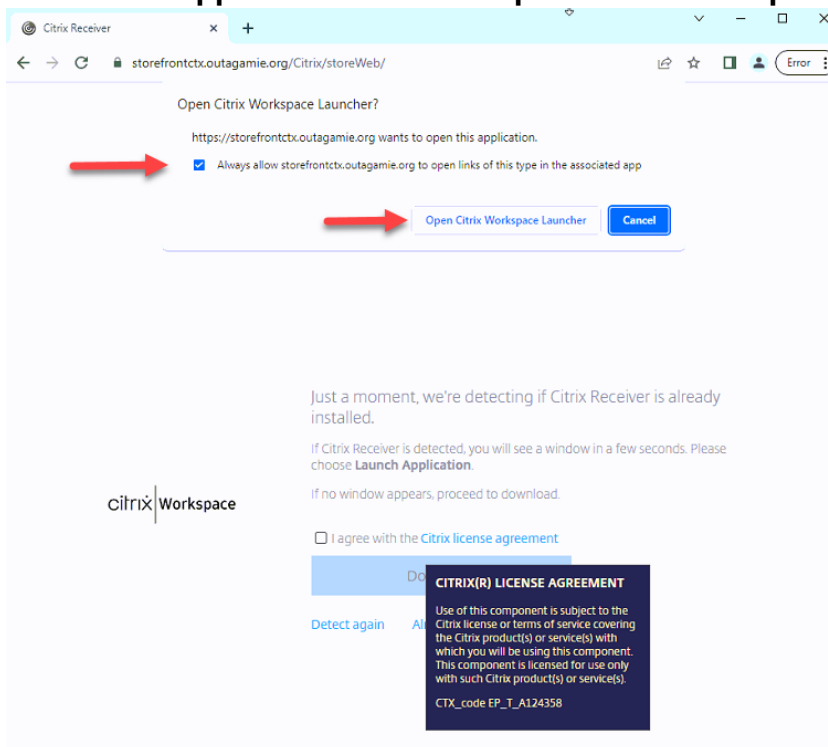 Citrix Receiver
storefrontctx.outagamie.org/Citrix/storeWeb/
Error
Open Citrix Workspace Launcher?
https://storefrontctx.outagamie.org wants to open this application.
Always allow storefrontctx.outagamie.org to open links of this type in the associated app
Open Citrix Workspace Launcher
Cancel
Just a moment, we're detecting if Citrix Receiver is already
installed.
If Citrix Receiver is detected, you will see a window in a few seconds. Please
choose Launch Application.
If no window appears, proceed to download.
citrix Workspace
I agree with the Citrix license agreement
Do
CITRIX(R) LICENSE AGREEMENT
Use of this component is subject to the
Citrix license or terms of service covering
the Citrix product(s) or service(s) with
which you will be using this component.
This component is licensed for use only
with such Citrix product(s) or service(s).
CTX_code EP_T_A124358
Detect again